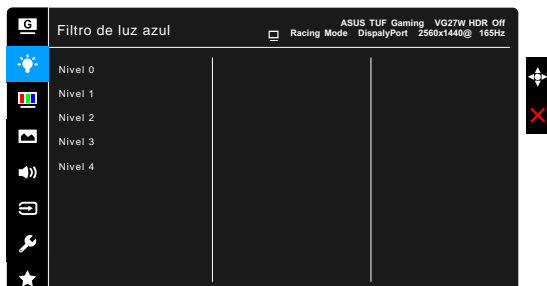 G
Filtro de luz azul
ASUS TUF Gaming VG27W HDR Off
Racing Mode DispalyPort 2560x1440@ 165Hz
Nivel 0
Nivel 1
Nivel 2
Nivel 3
Nivel 4